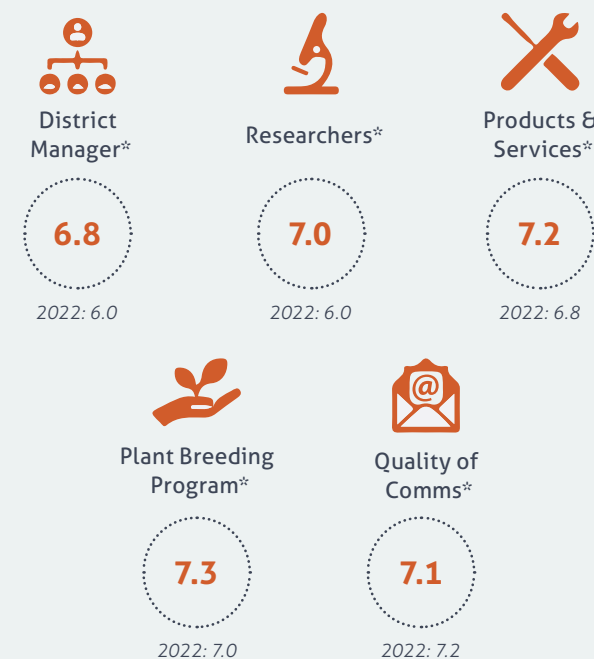 District
Manager*
6.8
2022: 6.0
Researchers*
7.0
2022: 6.0
Products &
Services*
7.2
2022: 6.8
Plant Breeding
Program*
7.3
2022: 7.0
@
Quality of
Comms*
7.1
2022: 7.2